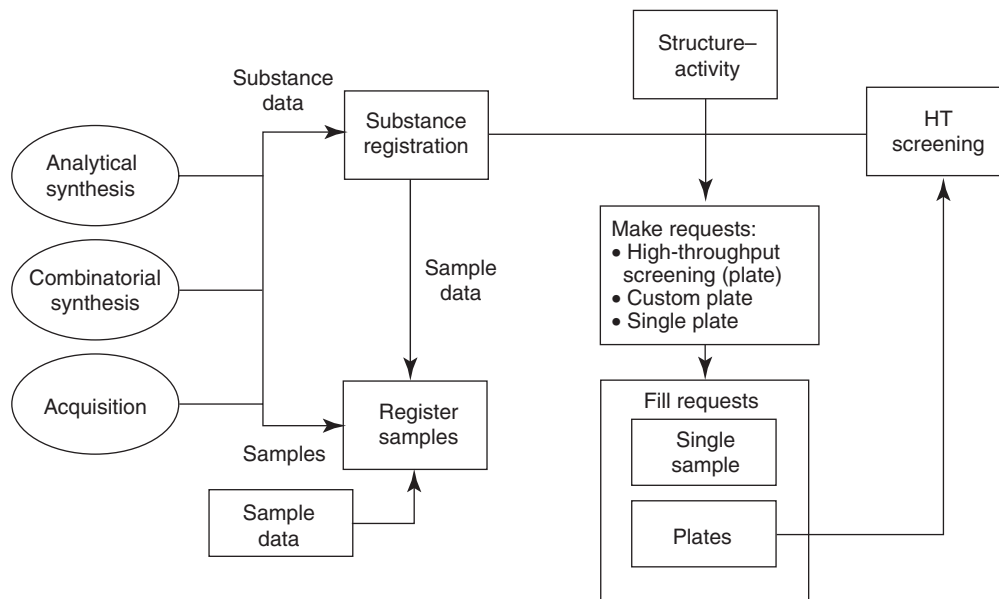 Structure–
activity
Substance
data
Substance
registration
HT
screening
Analytical
synthesis
Combinatorial
synthesis
Acquisition
Sample
data
Make requests:
• High-throughput
screening (plate)
• Custom plate
• Single plate
Register
samples
Samples
Sample
data
Fill requests
Single
sample
Plates